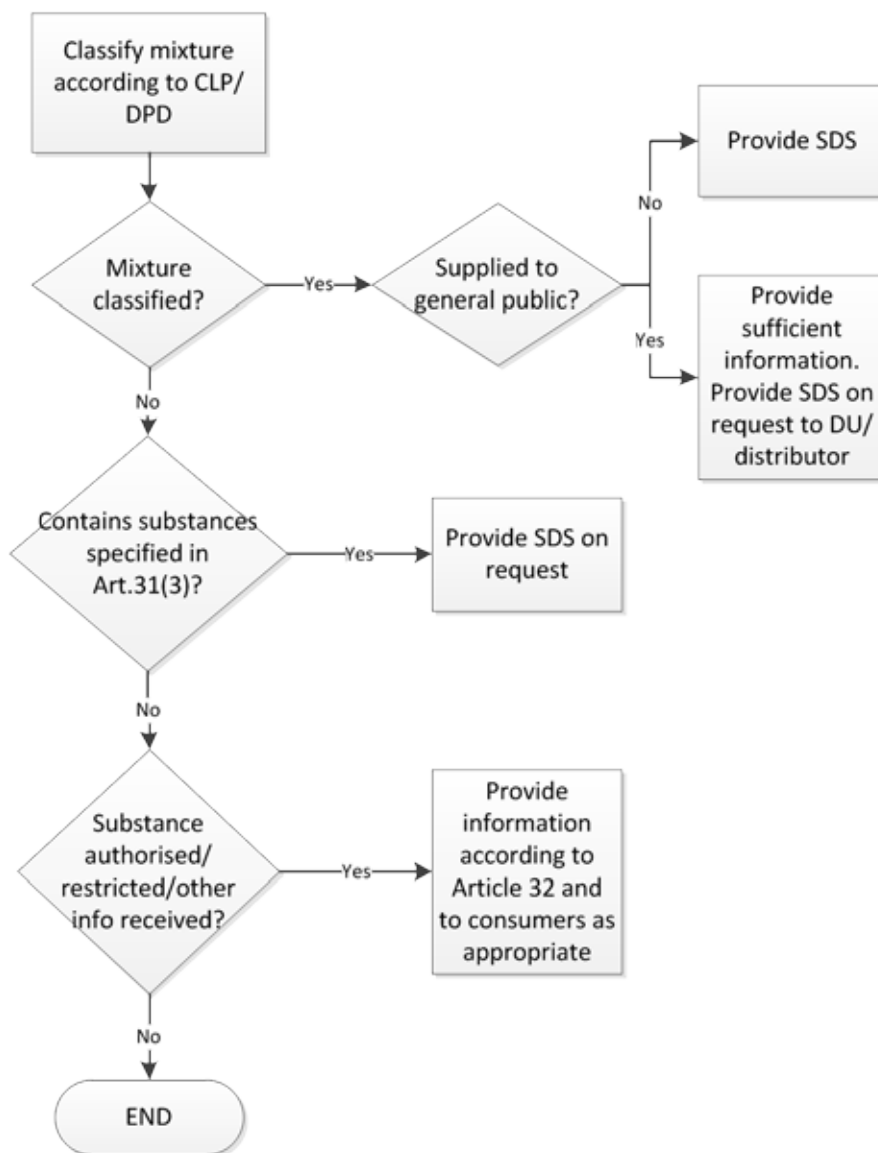 Classify mixture
according to CLP/
DPD
Provide SDS
No
Mixture
classified?
Yes
Supplied to
general public?
Yes
Provide
sufficient
information.
Provide SDS on
request to DU/
distributor
No
Contains substances
specified in
Art.31(3)?
Yes
Provide SDS on
request
No
Substance
authorised/
restricted/other
info received?
Yes
Provide
information
according to
Article 32 and
to consumers as
appropriate
No
END